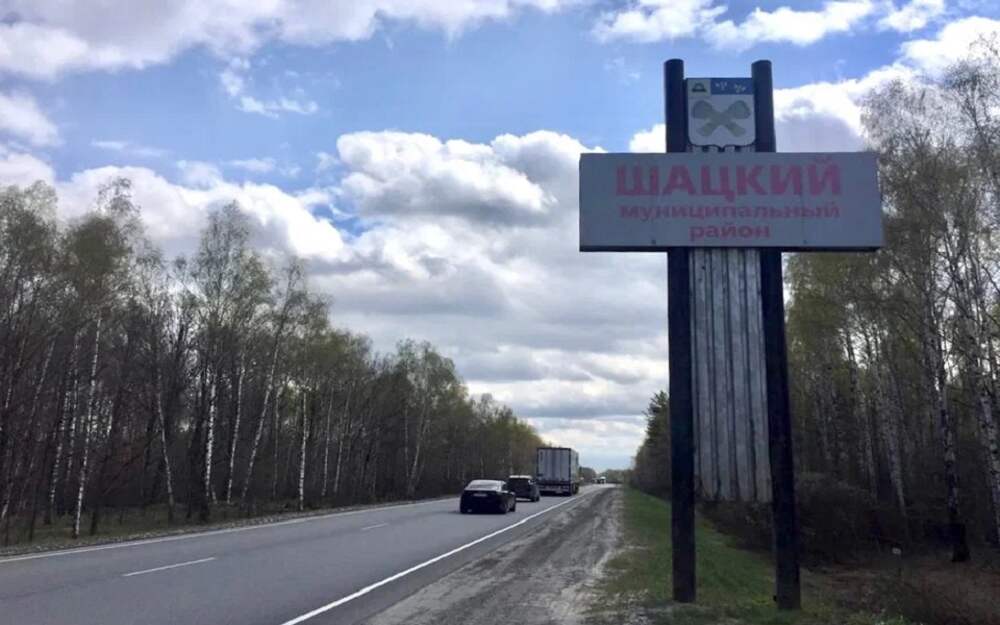 ШАЦКИЙ
муниципальный
район